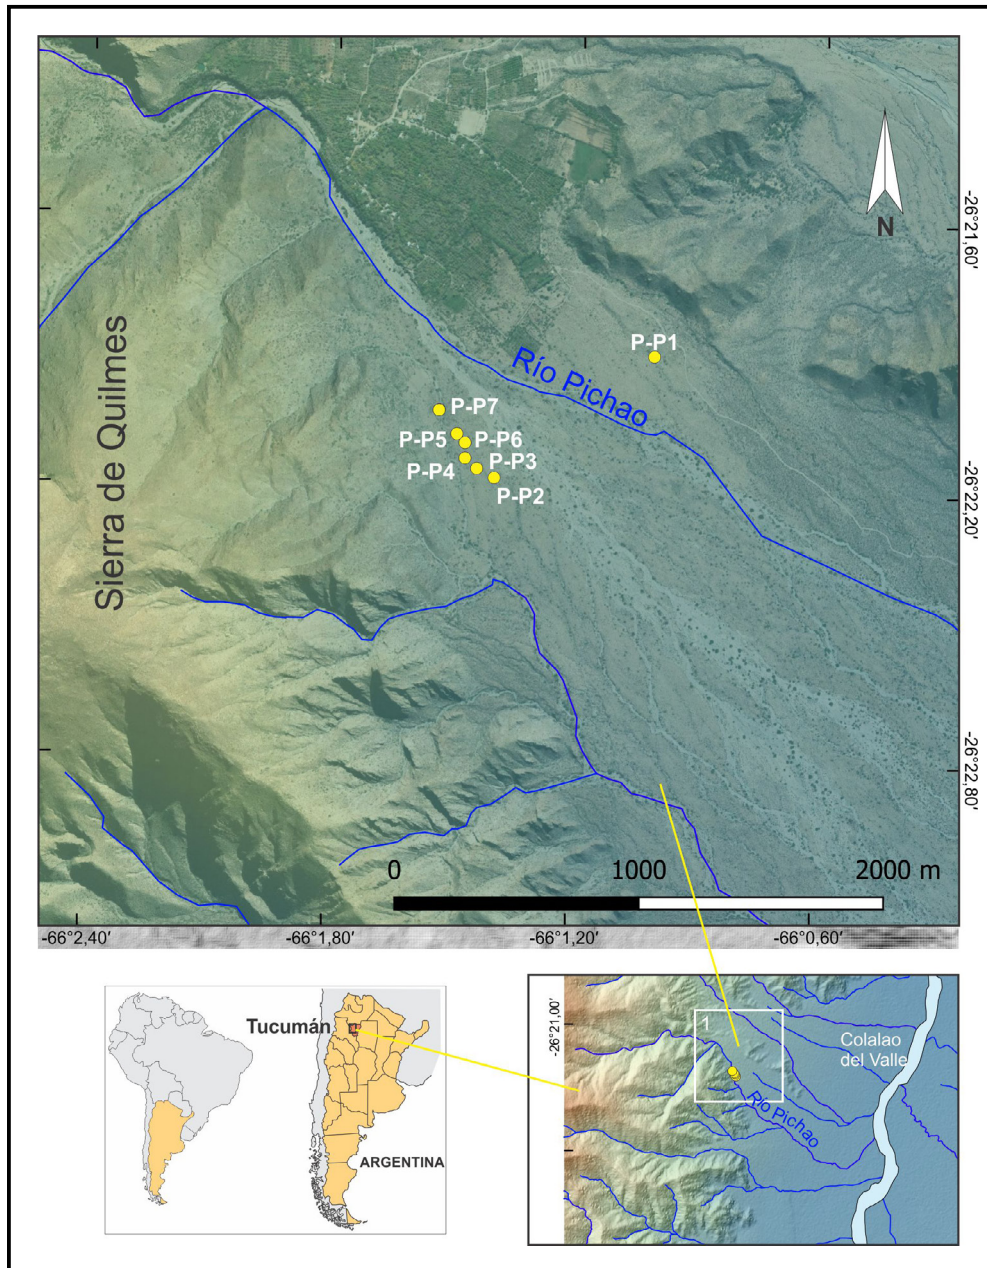 N
-26°21,60'
P-P1
Río Pichao
P-P7
P-P5
P-P6
P-P4
P-P3
P-P2
Sierra de Quilmes
-26°22,20'
-26°22,80'
0 1000 2000 m
-66°2,40' -66°1,80' -66°1,20' -66°0,60'
Tucumán
ARGENTINA
-26°21,00'
1
Colalao
del Valle
Río Pichao